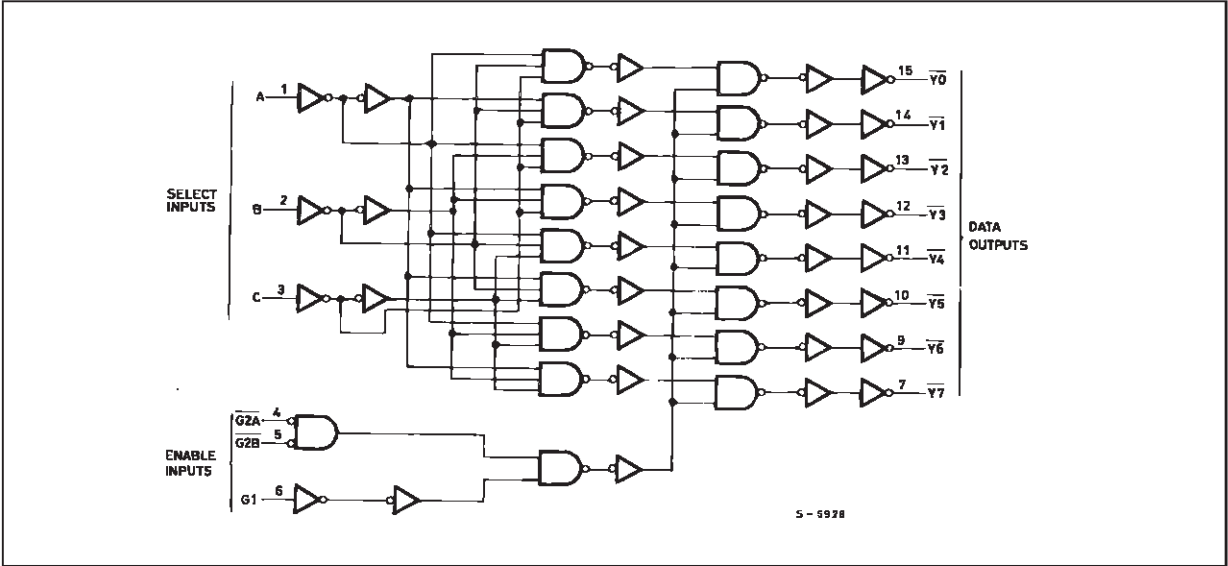 SELECT
INPUTS
A 1
B 2
C 3
ENABLE
INPUTS
G2A 4
G2B 5
G1 6
15 Y0
14 Y1
13 Y2
12 Y3
11 Y4
10 Y5
9 Y6
7 Y7
DATA
OUTPUTS
S-5928